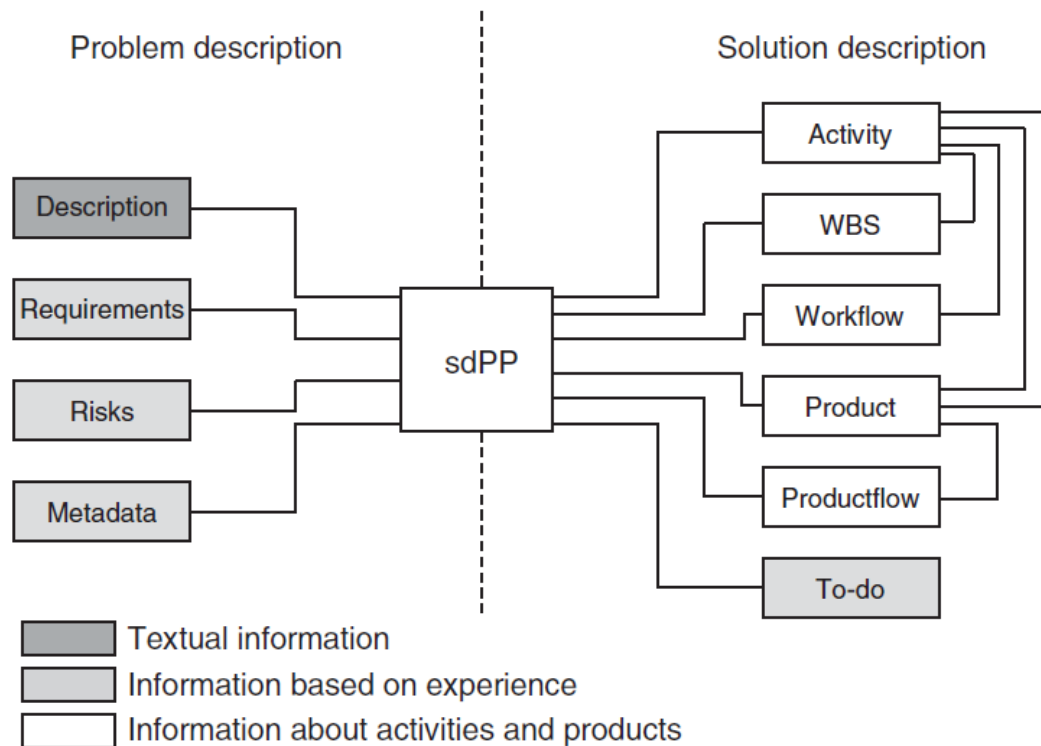 Problem description
Solution description
Description
Requirements
Risks
Metadata
sdPP
Activity
WBS
Workflow
Product
Productflow
To-do
Textual information
Information based on experience
Information about activities and products